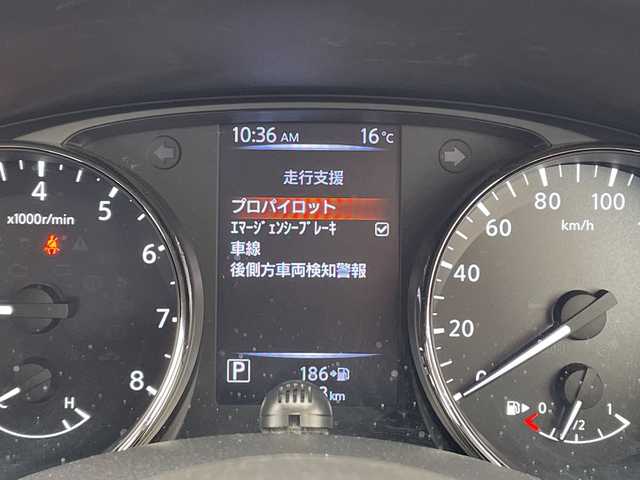 10:36 AM 16℃
走行支援
プロパイロット
エマージェンシーブレーキ
車線
後側方車両検知警報
P 186
km
4 5 6 7 8
x1000r/min
H
0 20 40 60 80 100
km/h
0 1/2 1